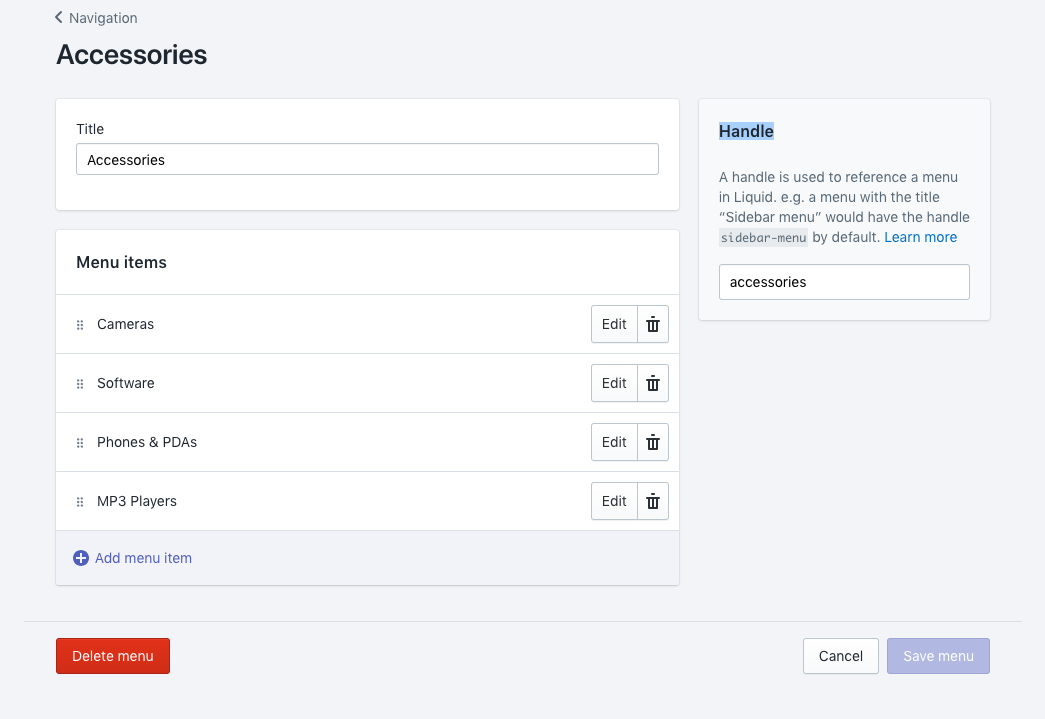 Navigation
Accessories
Title
Accessories
Menu items
Cameras
Edit
Software
Edit
Phones & PDAs
Edit
MP3 Players
Edit
Add menu item
Handle
A handle is used to reference a menu
in Liquid. e.g. a menu with the title
“Sidebar menu” would have the handle
sidebar-menu by default. Learn more
accessories
Delete menu
Cancel
Save menu